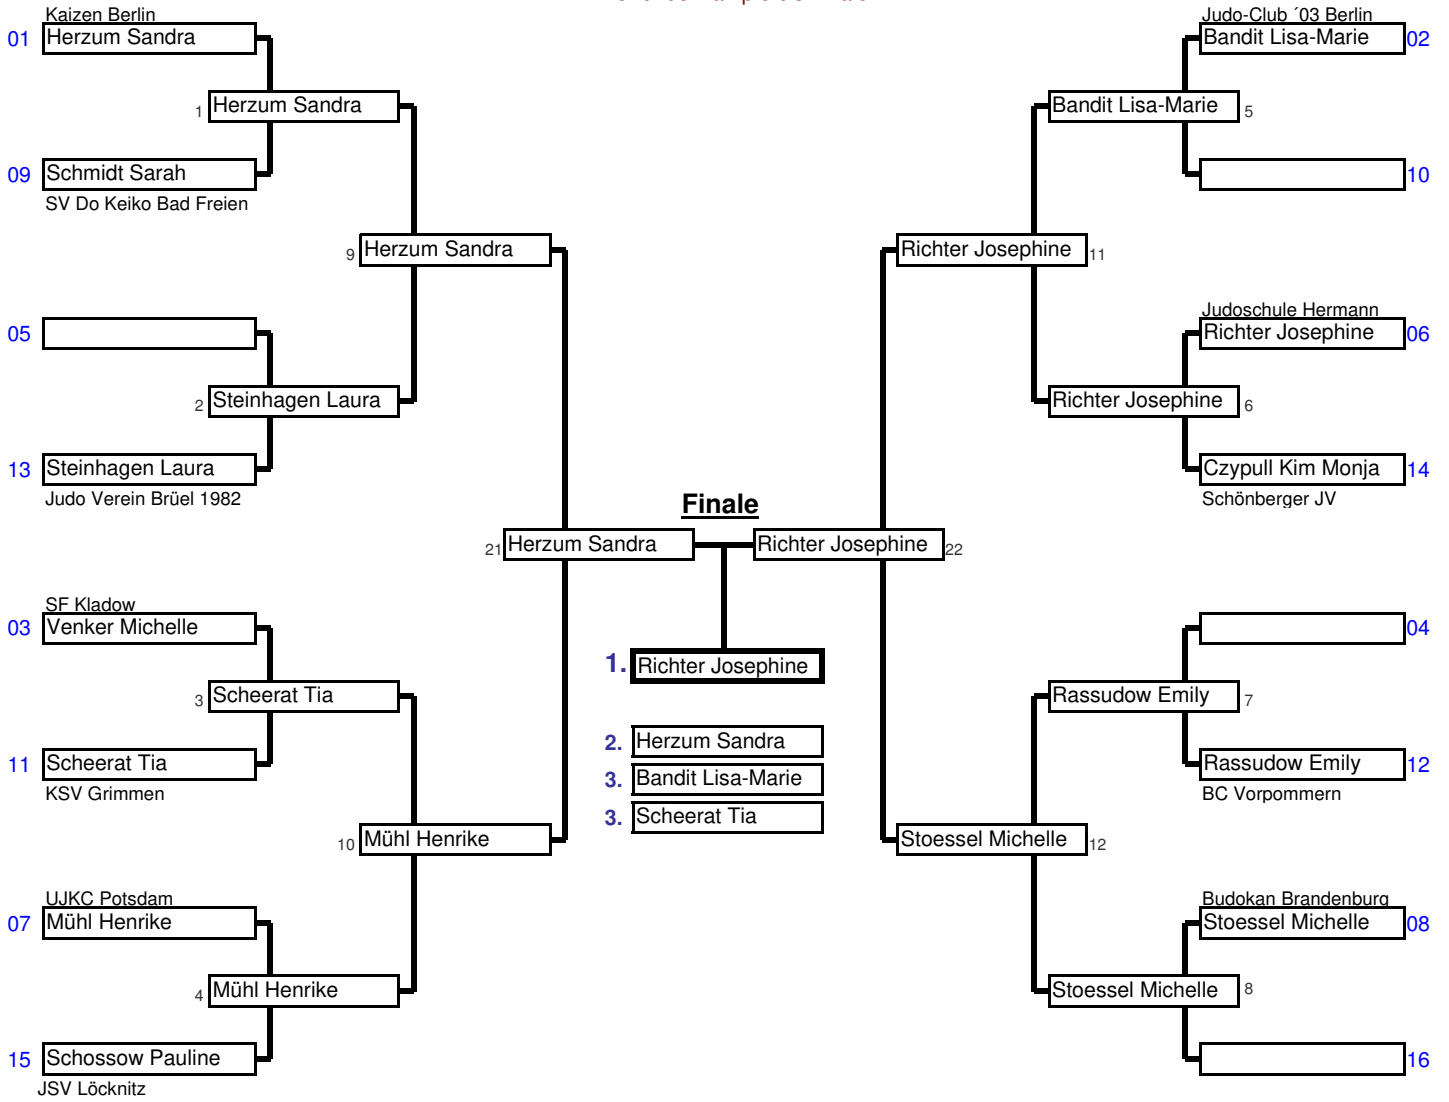 Kaizen Berlin
01 Herzum Sandra
1 Herzum Sandra
09 Schmidt Sarah
SV Do Keiko Bad Freien
9 Herzum Sandra
05
2 Steinhagen Laura
13 Steinhagen Laura
Judo Verein Brüel 1982
21 Herzum Sandra
SF Kladow
03 Venker Michelle
3 Scheerat Tia
11 Scheerat Tia
KSV Grimmen
10 Mühl Henrike
UJKC Potsdam
07 Mühl Henrike
4 Mühl Henrike
15 Schossow Pauline
JSV Löcknitz
Finale
1. Richter Josephine
2. Herzum Sandra
3. Bandit Lisa-Marie
3. Scheerat Tia
Judo-Club ´03 Berlin
Bandit Lisa-Marie 02
Bandit Lisa-Marie 5
10
Richter Josephine 11
Judoschule Hermann
Richter Josephine 06
Richter Josephine 6
Czypull Kim Monja 14
Schönberger JV
Richter Josephine 22
04
Rassudow Emily 7
Rassudow Emily 12
BC Vorpommern
Stoessel Michelle 12
Budokan Brandenburg
Stoessel Michelle 08
Stoessel Michelle 8
16